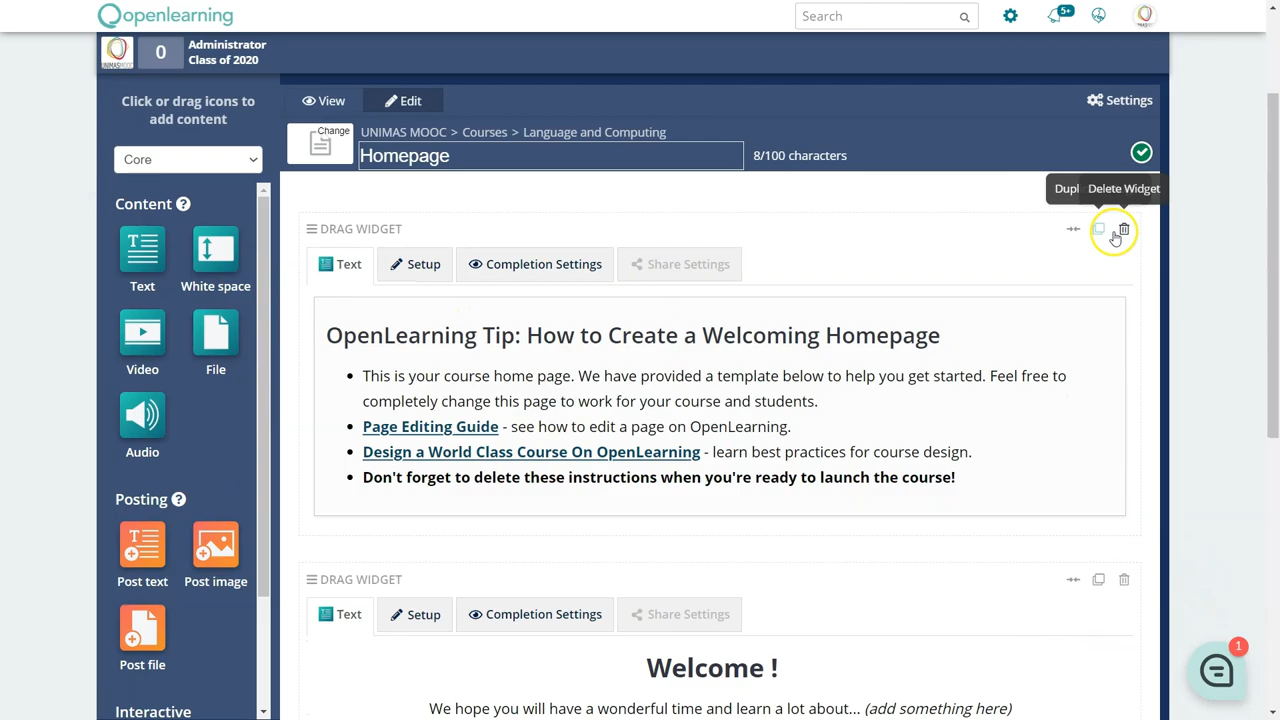 openlearning
Search
5+
UNIMAS MOOC
0
Administrator
Class of 2020
Click or drag icons to
add content
Core
Content ?
Text
White space
Video
File
Audio
Posting ?
Post text
Post image
Post file
Interactive
View
Edit
Settings
Change
UNIMAS MOOC > Courses > Language and Computing
Homepage
8/100 characters
Dupl
Delete Widget
DRAG WIDGET
Text
Setup
Completion Settings
Share Settings
OpenLearning Tip: How to Create a Welcoming Homepage
• This is your course home page. We have provided a template below to help you get started. Feel free to
completely change this page to work for your course and students.
• Page Editing Guide - see how to edit a page on OpenLearning.
• Design a World Class Course On OpenLearning - learn best practices for course design.
• Don't forget to delete these instructions when you're ready to launch the course!
DRAG WIDGET
Text
Setup
Completion Settings
Share Settings
Welcome !
We hope you will have a wonderful time and learn a lot about... (add something here)
1